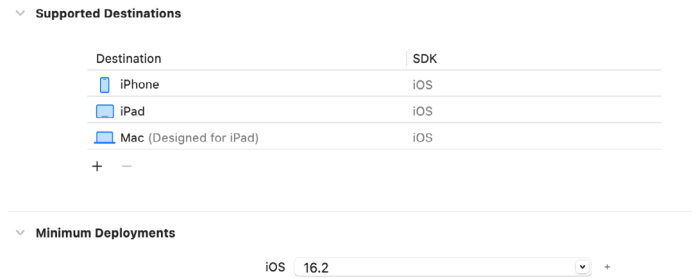 Supported Destinations
Destination SDK
iPhone iOS
iPad iOS
Mac (Designed for iPad) iOS
+ −
Minimum Deployments
iOS 16.2 +